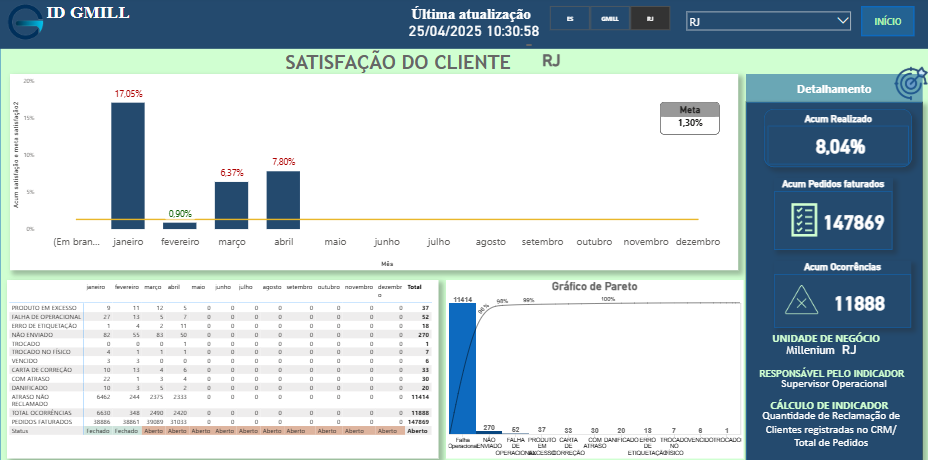 ID GMILL
Última atualização
25/04/2025 10:30:58
ES GMILL RJ
RJ
INÍCIO
SATISFAÇÃO DO CLIENTE RJ
Acum satisfação e meta satisfação2
20%
15%
10%
5%
0%
17,05%
0,90%
6,37%
7,80%
Meta
1,30%
(Em bran... janeiro fevereiro março abril maio junho julho agosto setembro outubro novembro dezembro
Mês
Detalhamento
Acum Realizado
8,04%
Acum Pedidos faturados
147869
Acum Ocorrências
11888
UNIDADE DE NEGÓCIO
Millenium RJ
RESPONSÁVEL PELO INDICADOR
Supervisor Operacional
CÁLCULO DE INDICADOR
Quantidade de Reclamação de
Clientes registradas no CRM/
Total de Pedidos
janeiro fevereiro março abril maio junho julho agosto setembro outubro novembro dezembr Total
o
PRODUTO EM EXCESSO 9 11 12 5 0 0 0 0 0 0 0 0 37
FALHA DE OPERACIONAL 27 13 5 7 0 0 0 0 0 0 0 0 52
ERRO DE ETIQUETAÇÃO 1 4 2 11 0 0 0 0 0 0 0 0 18
NÃO ENVIADO 82 55 83 50 0 0 0 0 0 0 0 0 270
TROCADO 0 0 0 1 0 0 0 0 0 0 0 0 1
TROCADO NO FÍSICO 4 1 1 1 0 0 0 0 0 0 0 0 7
VENCIDO 3 3 0 0 0 0 0 0 0 0 0 0 6
CARTA DE CORREÇÃO 10 13 4 6 0 0 0 0 0 0 0 0 33
COM ATRASO 22 1 3 4 0 0 0 0 0 0 0 0 30
DANIFICADO 10 3 5 2 0 0 0 0 0 0 0 0 20
ATRASO NÃO 6462 244 2375 2333 0 0 0 0 0 0 0 0 11414
RECLAMADO
TOTAL OCORRÊNCIAS 6630 348 2490 2420 0 0 0 0 0 0 0 0 11888
PEDIDOS FATURADOS 38886 38861 39089 31033 0 0 0 0 0 0 0 0 147869
Status Fechado Fechado Aberto Aberto Aberto Aberto Aberto Aberto Aberto Aberto Aberto Aberto Aberto
Gráfico de Pareto
11414
96% 98% 99% 100%
270 52 37 33 30 20 18 7 6 1
Falha NÃO FALHA PRODUTO CARTA COM DANIFICADO ERRO TROCADO VENCIDO TROCADO
Operacional ENVIADO DE EM DE ATRASO DE NO
OPERACIONAL EXCESSO CORREÇÃO ETIQUETAÇÃO FÍSICO